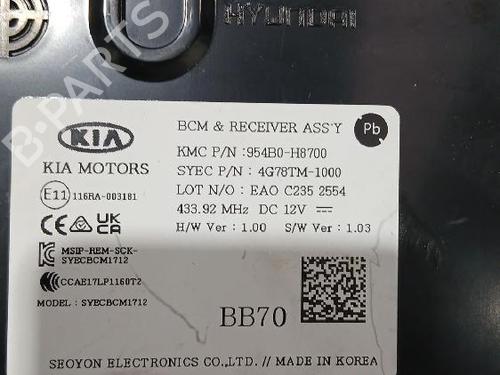 HYUNDAI
BCM & RECEIVER ASS'Y
Pb
KIA
KMC P/N : 954B0-H8700
KIA MOTORS
SYEC P/N : 4G78TM-1000
E11 116RA-003181
LOT N/O : EAO C235 2554
433.92 MHz DC 12V
CE UK CA
H/W Ver : 1.00 S/W Ver : 1.03
MSIP-REM-SCK-
SYECBCM1712
CCAE17LP1160T2
MODEL : SYECBCM1712
BB70
SEOYON ELECTRONICS CO.,LTD. // MADE IN KOREA
B-PARTS